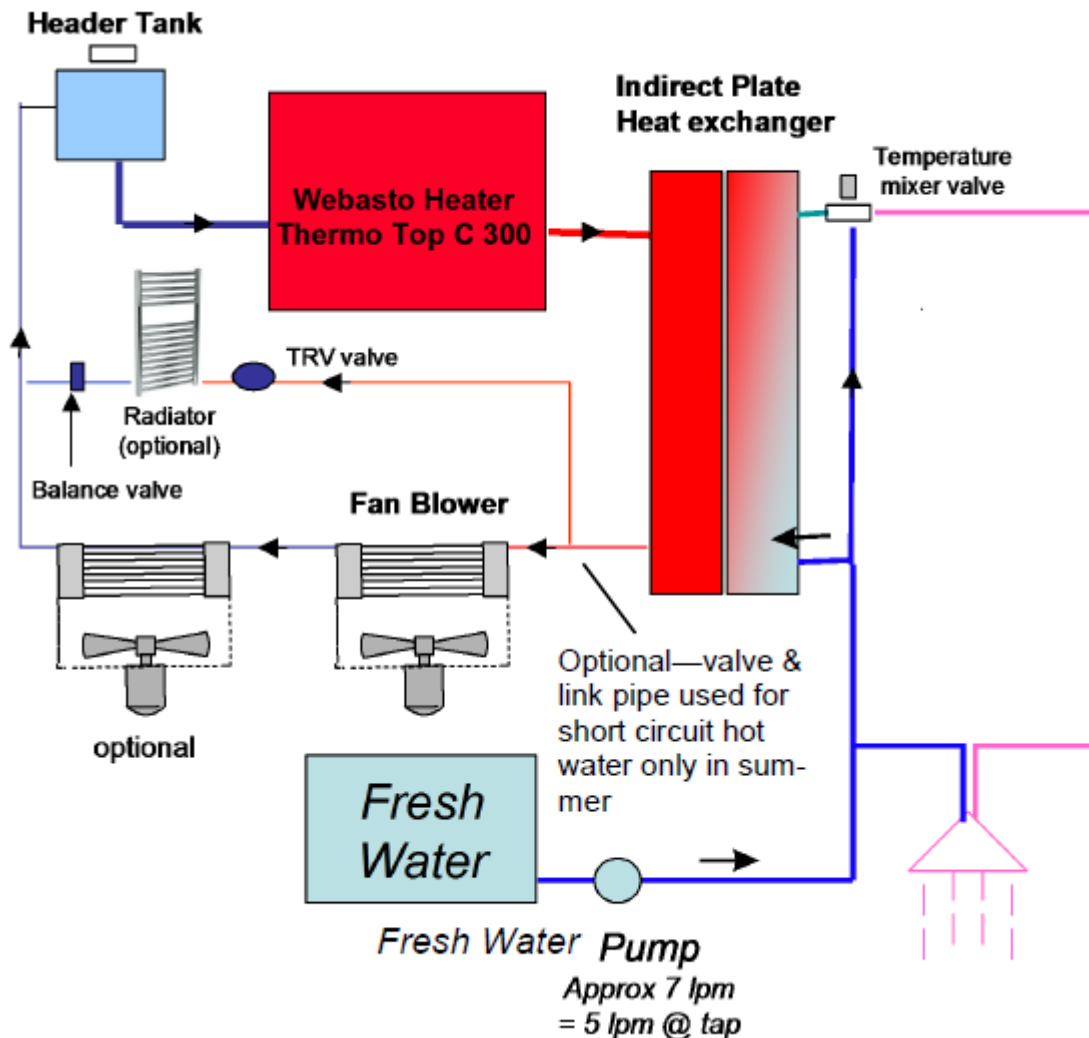 Header Tank
Indirect Plate
Heat exchanger
Temperature
mixer valve
Webasto Heater
Thermo Top C 300
TRV valve
Radiator
(optional)
Balance valve
Fan Blower
optional
Optional—valve &
link pipe used for
short circuit hot
water only in sum-
mer
Fresh
Water
Fresh Water
Pump
Approx 7 lpm
= 5 lpm @ tap